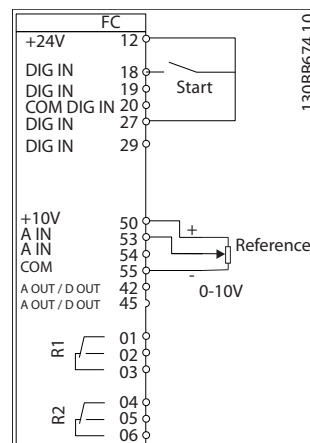 FC
+24V 12
DIG IN 18
DIG IN 19
COM DIG IN 20
DIG IN 27
DIG IN 29
Start
+10V 50
A IN 53
A IN 54
COM 55
A OUT / D OUT 42
A OUT / D OUT 45
+
Reference
-
0-10V
R1
01
02
03
R2
04
05
06
130BB674.10